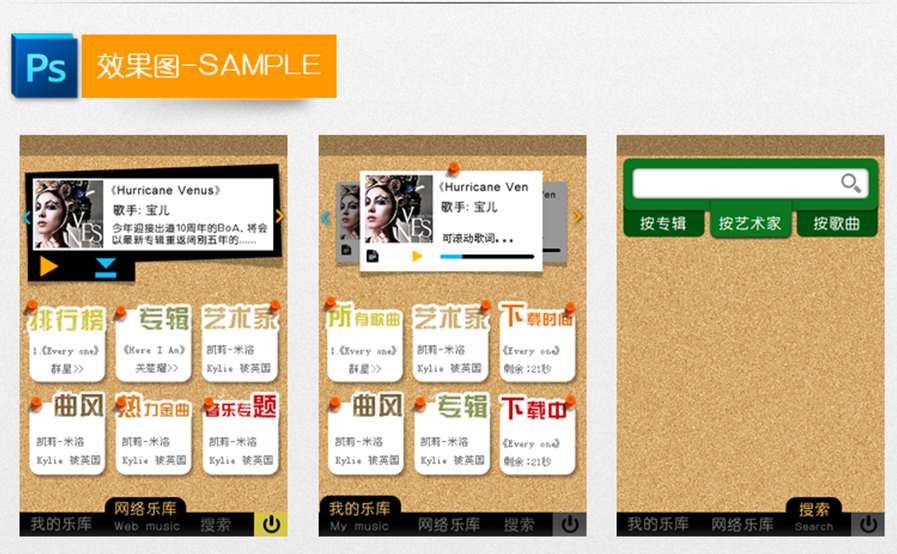 Ps
效果图-SAMPLE
《Hurricane Venus》
歌手: 宝儿
今年迎接出道10周年的BoA, 将会
以最新专辑重返阔别五年的......
排行榜
1.《Every one》
群星>>
专辑
《Here I Am》
关楚耀>>
艺术家
凯莉-米洛
Kylie 被英国
曲风
凯莉-米洛
Kylie 被英国
热力金曲
凯莉-米洛
Kylie 被英国
音乐专题
凯莉-米洛
Kylie 被英国
我的乐库
网络乐库
Web music
搜索
《Hurricane Ven
歌手: 宝儿
可滚动歌词...
en
所有歌曲
1.《Every one》
群星>>
艺术家
凯莉-米洛
Kylie 被英国
下载时间
《Every one》
剩余:21秒
曲风
凯莉-米洛
Kylie 被英国
专辑
凯莉-米洛
Kylie 被英国
下载中
《Every one》
剩余:21秒
我的乐库
My music
网络乐库
搜索
按专辑
按艺术家
按歌曲
我的乐库
网络乐库
搜索
Search